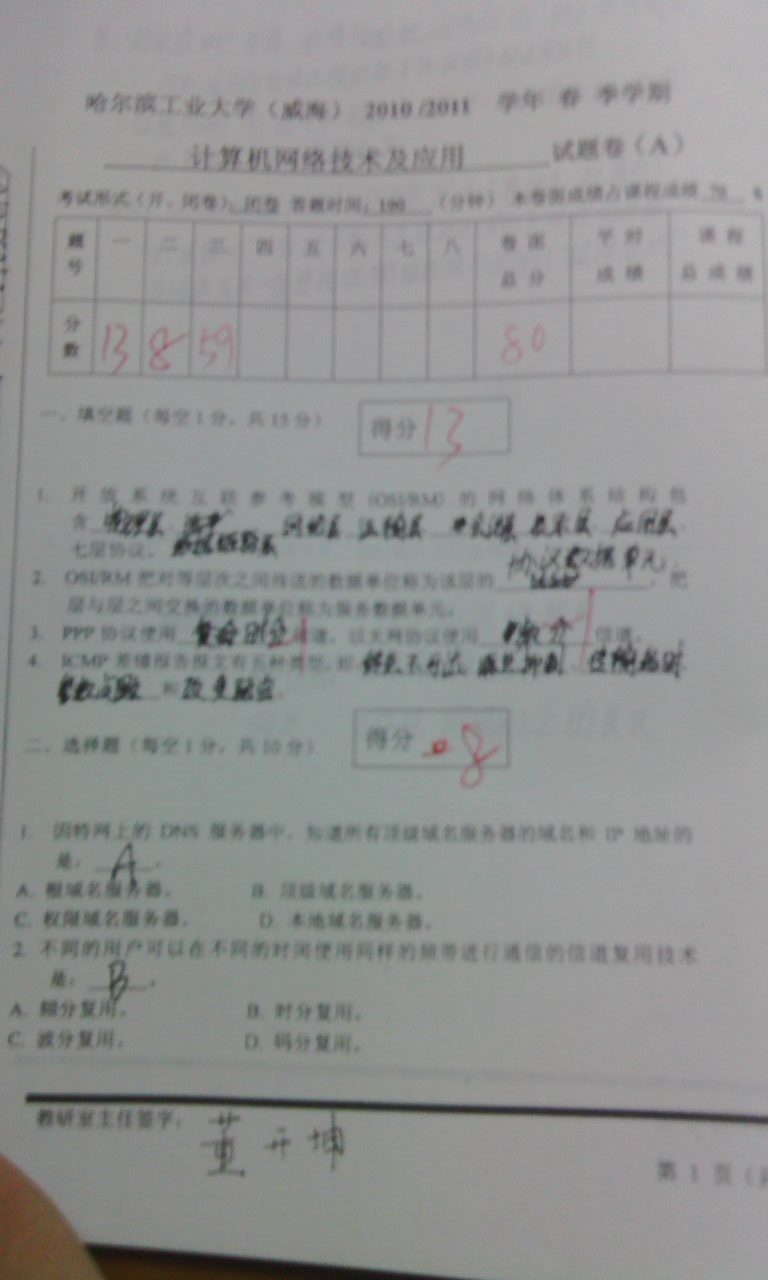 哈尔滨工业大学（威海） 2010 /2011 学年 春 季学期
计算机网络技术及应用 试题卷（A）
考试形式（开、闭卷）：闭卷 答题时间：100 （分钟） 本卷面成绩占课程成绩 70 %
题号 一 二 三 四 五 六 七 八 卷面总分 平时成绩 课程总成绩
分数 13 8 59 80
一、填空题（每空1分，共15分） 得分 13
1. 开放系统互联参考模型（OSI/RM）的网络体系结构包
含 物理层 网络层 运输层 会话层 表示层 应用层
七层协议。 数据链路层
协议数据单元
2. OSI/RM 把对等层次之间传送的数据单位称为该层的 ，把
层与层之间交换的数据单位称为服务数据单元。
3. PPP 协议使用 信道，以太网协议使用 信道。
4. ICMP 差错报告报文有五种类型，即 终点不可达 源点抑制
和 改变路由
二、选择题（每空1分，共10分） 得分 8
1. 因特网上的 DNS 服务器中，知道所有顶级域名服务器的域名和 IP 地址的
是： A 。
A. 根域名服务器。 B. 顶级域名服务器。
C. 权限域名服务器。 D. 本地域名服务器。
2. 不同的用户可以在不同的时间使用同样的频带进行通信的信道复用技术
是： B 。
A. 频分复用。 B. 时分复用。
C. 波分复用。 D. 码分复用。
教研室主任签字： 董开坤
第 1 页（